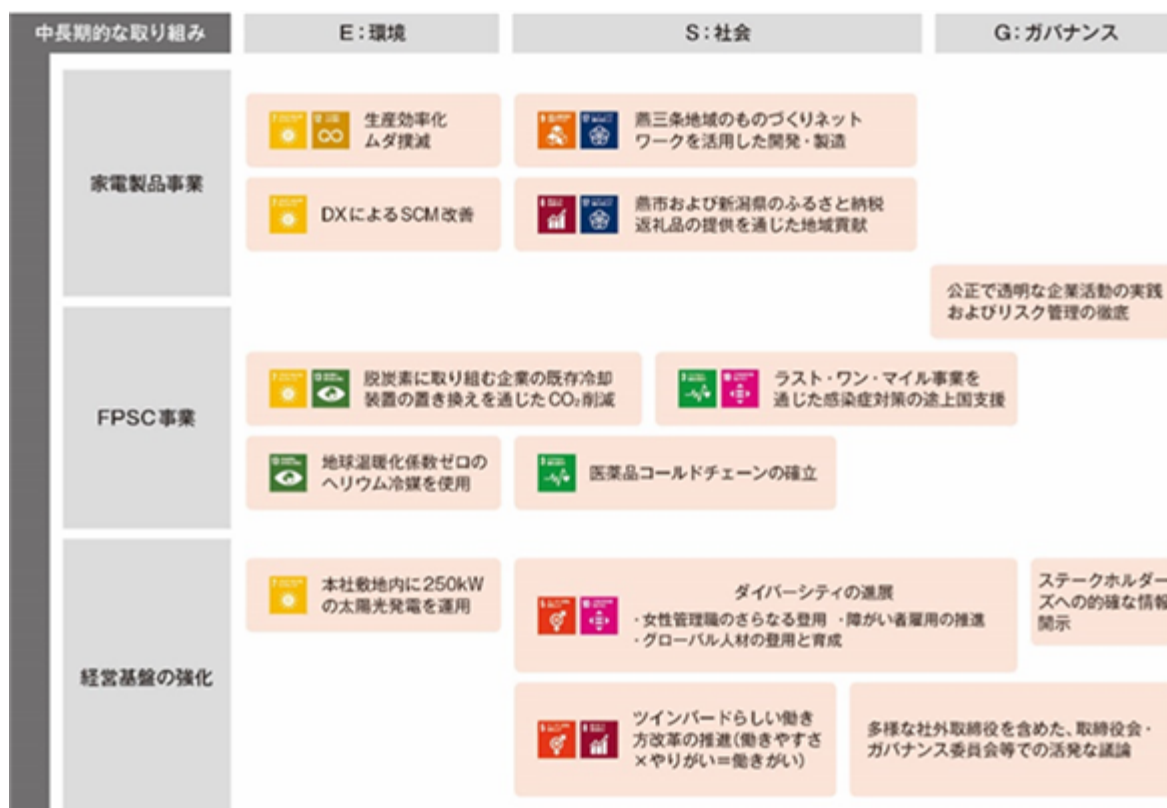 中長期的な取り組み
E：環境
S：社会
G：ガバナンス
家電製品事業
生産効率化
ムダ撲滅
燕三条地域のものづくりネット
ワークを活用した開発・製造
DXによるSCM改善
燕市および新潟県のふるさと納税
返礼品の提供を通じた地域貢献
公正で透明な企業活動の実践
およびリスク管理の徹底
FPSC事業
脱炭素に取り組む企業の既存冷却
装置の置き換えを通じたCO₂削減
ラスト・ワン・マイル事業を
通じた感染症対策の途上国支援
地球温暖化係数ゼロの
ヘリウム冷媒を使用
医薬品コールドチェーンの確立
経営基盤の強化
本社敷地内に250kW
の太陽光発電を運用
ダイバーシティの進展
・女性管理職のさらなる登用 ・障がい者雇用の推進
・グローバル人材の登用と育成
ステークホルダー
ズへの的確な情報
開示
ツインバードらしい働き
方改革の推進（働きやすさ
×やりがい＝働きがい）
多様な社外取締役を含めた、取締役会・
ガバナンス委員会等での活発な議論